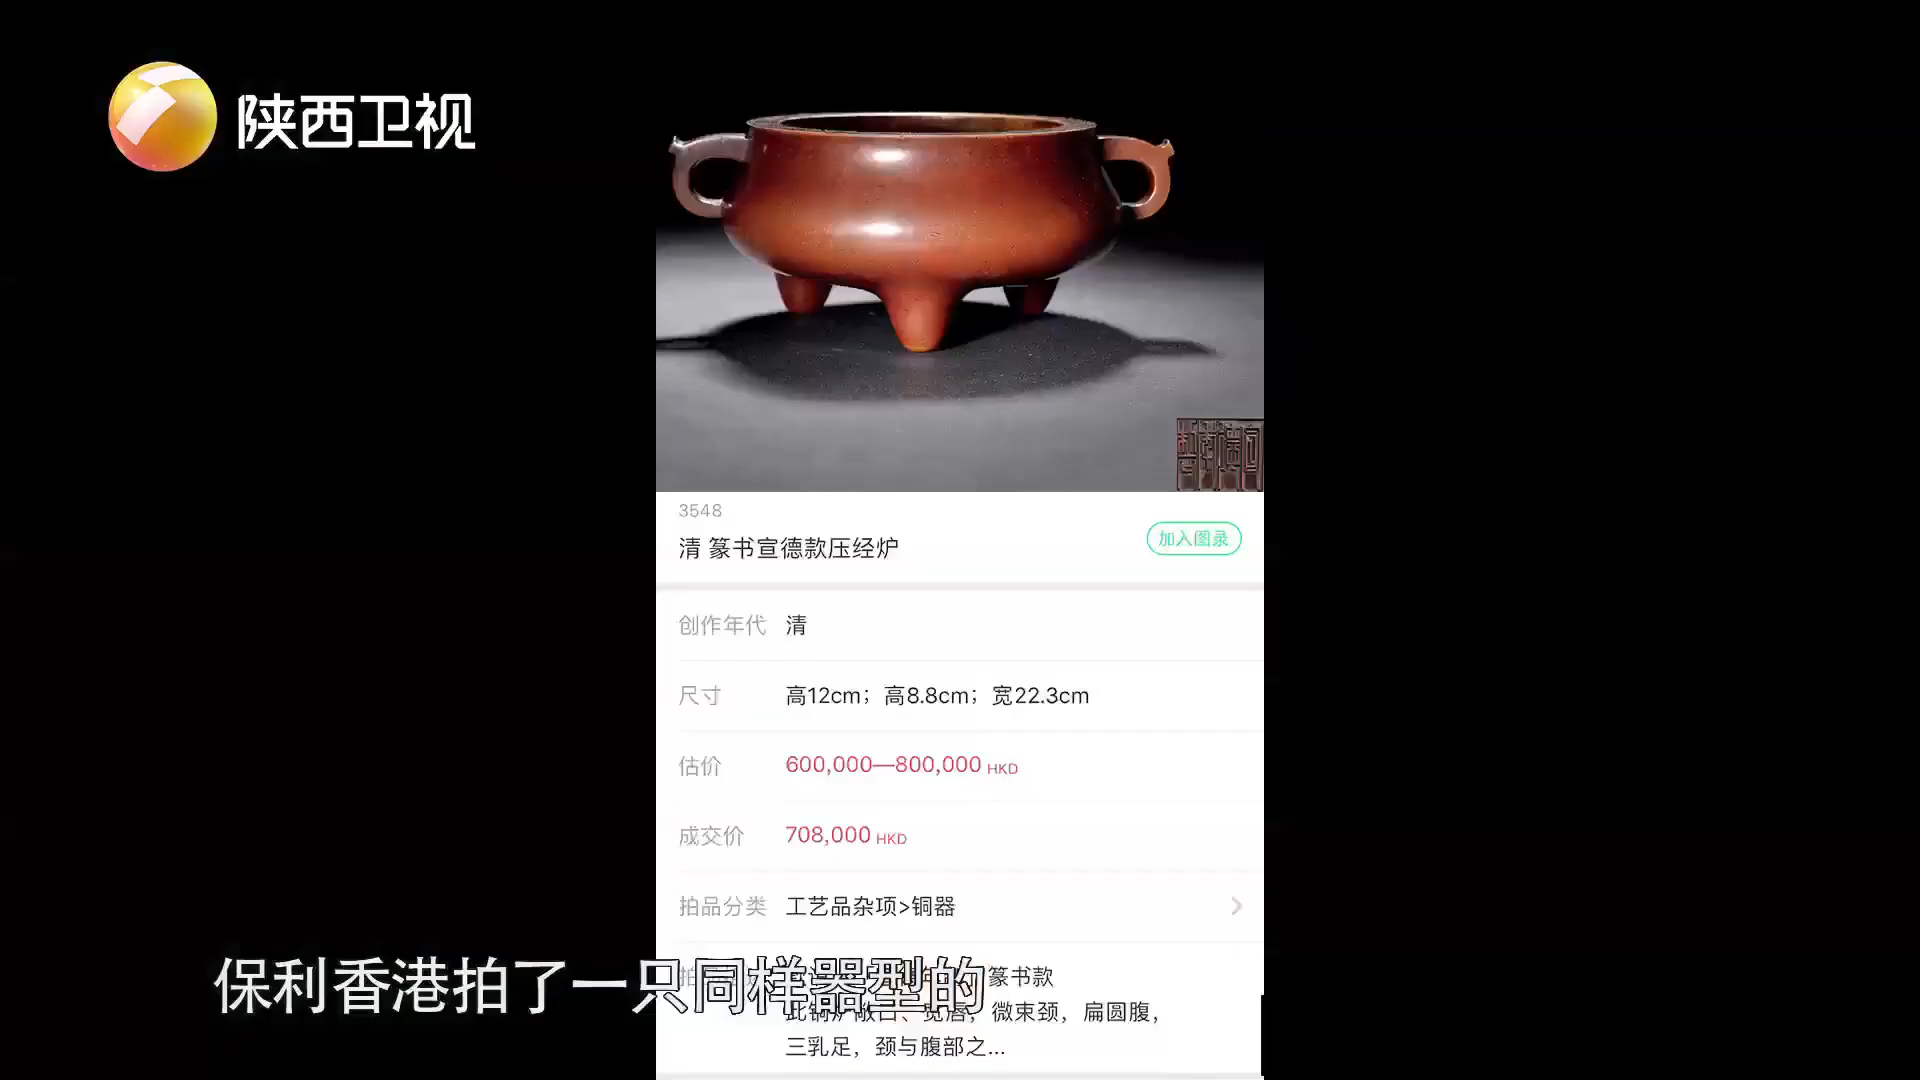 陕西卫视
3548
清 篆书宣德款压经炉
加入图录
创作年代 清
尺寸 高12cm；高8.8cm；宽22.3cm
估价 600,000—800,000 HKD
成交价 708,000 HKD
拍品分类 工艺品杂项>铜器
篆书款
微束颈，扁圆腹，
三乳足，颈与腹部之...
保利香港拍了一只同样器型的